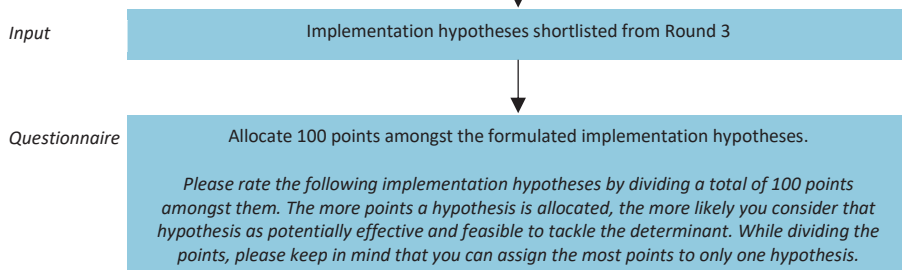 Input
Implementation hypotheses shortlisted from Round 3
Questionnaire
Allocate 100 points amongst the formulated implementation hypotheses.
Please rate the following implementation hypotheses by dividing a total of 100 points
amongst them. The more points a hypothesis is allocated, the more likely you consider that
hypothesis as potentially effective and feasible to tackle the determinant. While dividing the
points, please keep in mind that you can assign the most points to only one hypothesis.